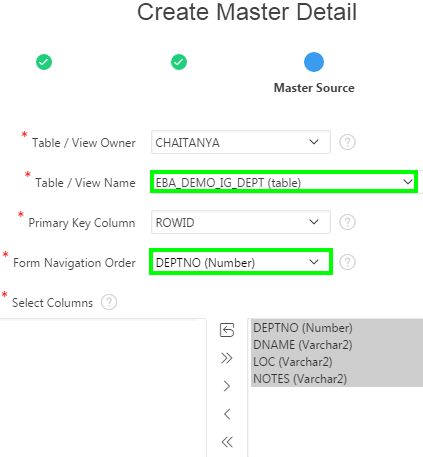 Create Master Detail
Master Source
* Table / View Owner CHAITANYA ?
* Table / View Name EBA_DEMO_IG_DEPT (table)
* Primary Key Column ROWID ?
* Form Navigation Order DEPTNO (Number) ?
* Select Columns ?
DEPTNO (Number)
DNAME (Varchar2)
LOC (Varchar2)
NOTES (Varchar2)